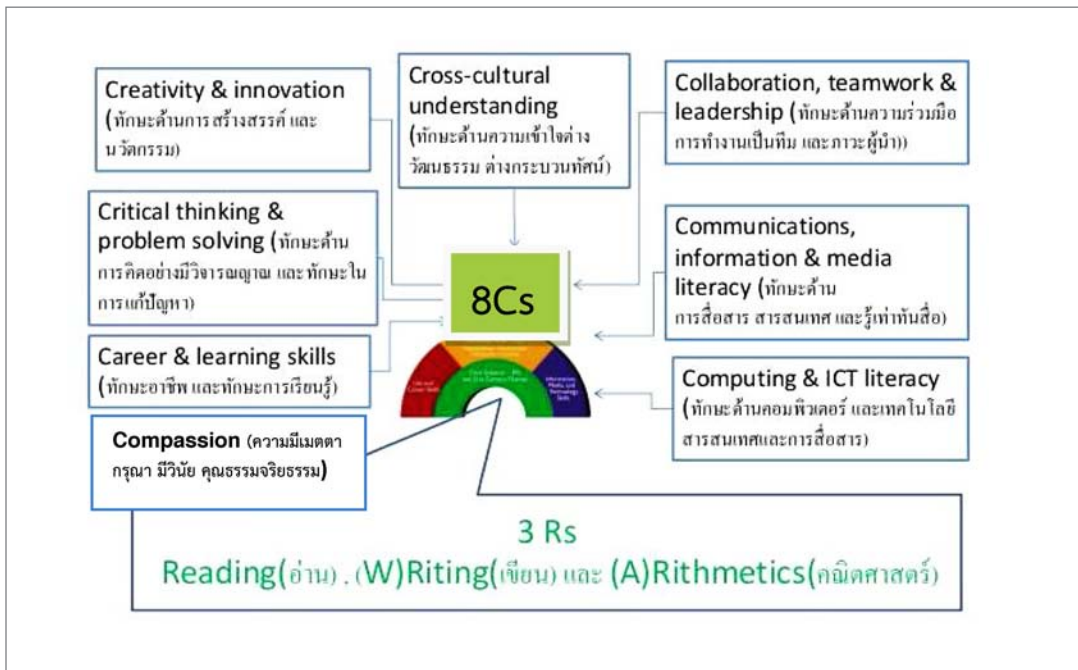 Creativity & innovation
(ทักษะด้านการสร้างสรรค์ และ
นวัตกรรม)
Cross-cultural
understanding
(ทักษะด้านความเข้าใจต่าง
วัฒนธรรม ต่างกระบวนทัศน์)
Collaboration, teamwork &
leadership (ทักษะด้านความร่วมมือ
การทำงานเป็นทีม และภาวะผู้นำ))
Critical thinking &
problem solving (ทักษะด้าน
การคิดอย่างมีวิจารณญาณ และทักษะใน
การแก้ปัญหา)
8Cs
Communications,
information & media
literacy (ทักษะด้าน
การสื่อสาร สารสนเทศ และรู้เท่าทันสื่อ)
Career & learning skills
(ทักษะอาชีพ และทักษะการเรียนรู้)
Computing & ICT literacy
(ทักษะด้านคอมพิวเตอร์ และเทคโนโลยี
สารสนเทศและการสื่อสาร)
Compassion (ความมีเมตตา
กรุณา มีวินัย คุณธรรมจริยธรรม)
3 Rs
Reading(อ่าน) , (W)Riting(เขียน) และ (A)Rithmetics(คณิตศาสตร์)